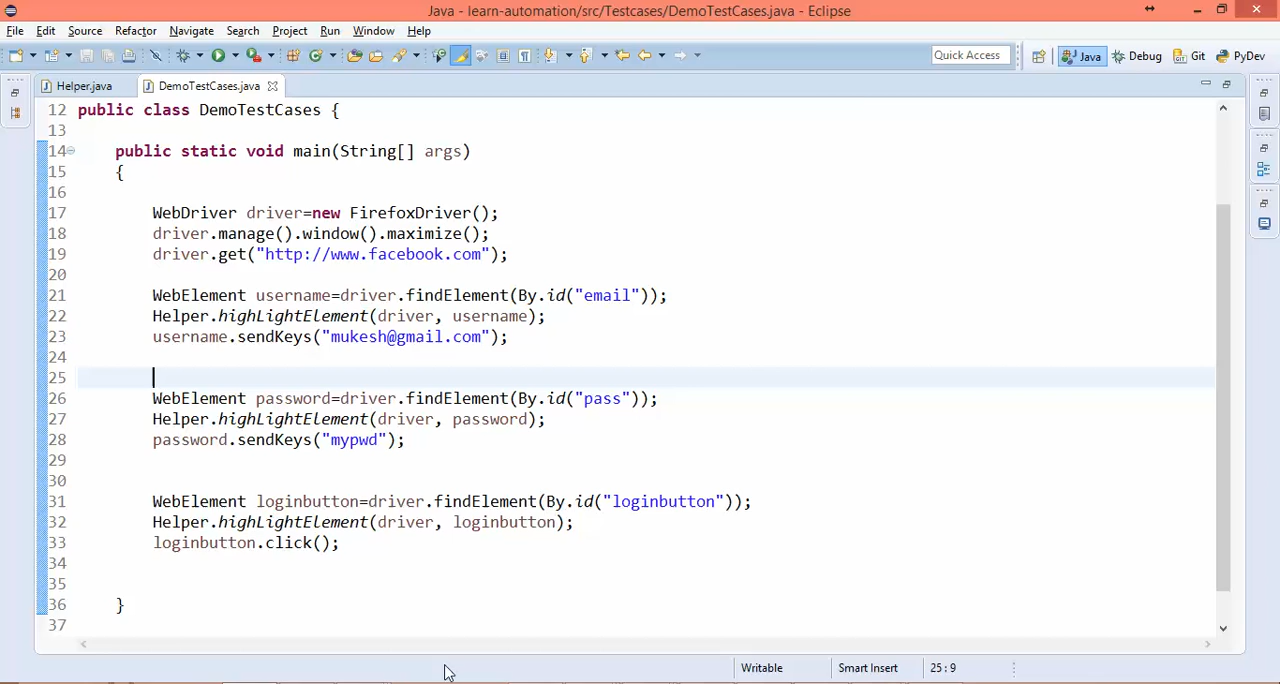 Java - learn-automation/src/Testcases/DemoTestCases.java - Eclipse
File Edit Source Refactor Navigate Search Project Run Window Help
Quick Access Java Debug Git PyDev
Helper.java DemoTestCases.java
12 public class DemoTestCases {
13
14 public static void main(String[] args)
15 {
16
17 WebDriver driver=new FirefoxDriver();
18 driver.manage().window().maximize();
19 driver.get("http://www.facebook.com");
20
21 WebElement username=driver.findElement(By.id("email"));
22 Helper.highLightElement(driver, username);
23 username.sendKeys("mukesh@gmail.com");
24
25
26 WebElement password=driver.findElement(By.id("pass"));
27 Helper.highLightElement(driver, password);
28 password.sendKeys("mypwd");
29
30
31 WebElement loginbutton=driver.findElement(By.id("loginbutton"));
32 Helper.highLightElement(driver, loginbutton);
33 loginbutton.click();
34
35
36 }
37
Writable Smart Insert 25 : 9